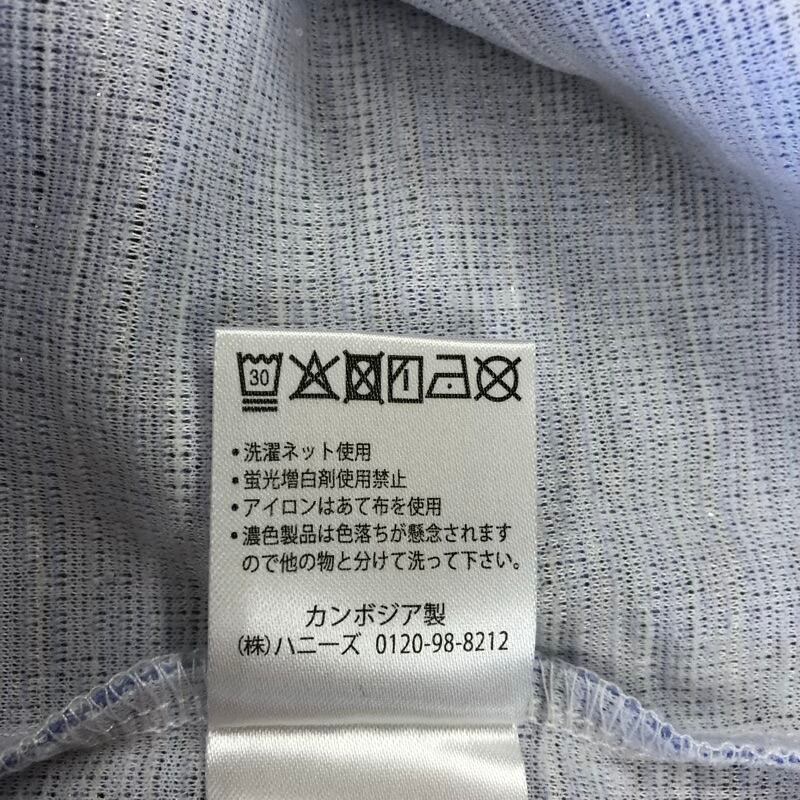 30
・洗濯ネット使用
・蛍光増白剤使用禁止
・アイロンはあて布を使用
・濃色製品は色落ちが懸念されます
ので他の物と分けて洗って下さい。
カンボジア製
(株)ハニーズ 0120-98-8212